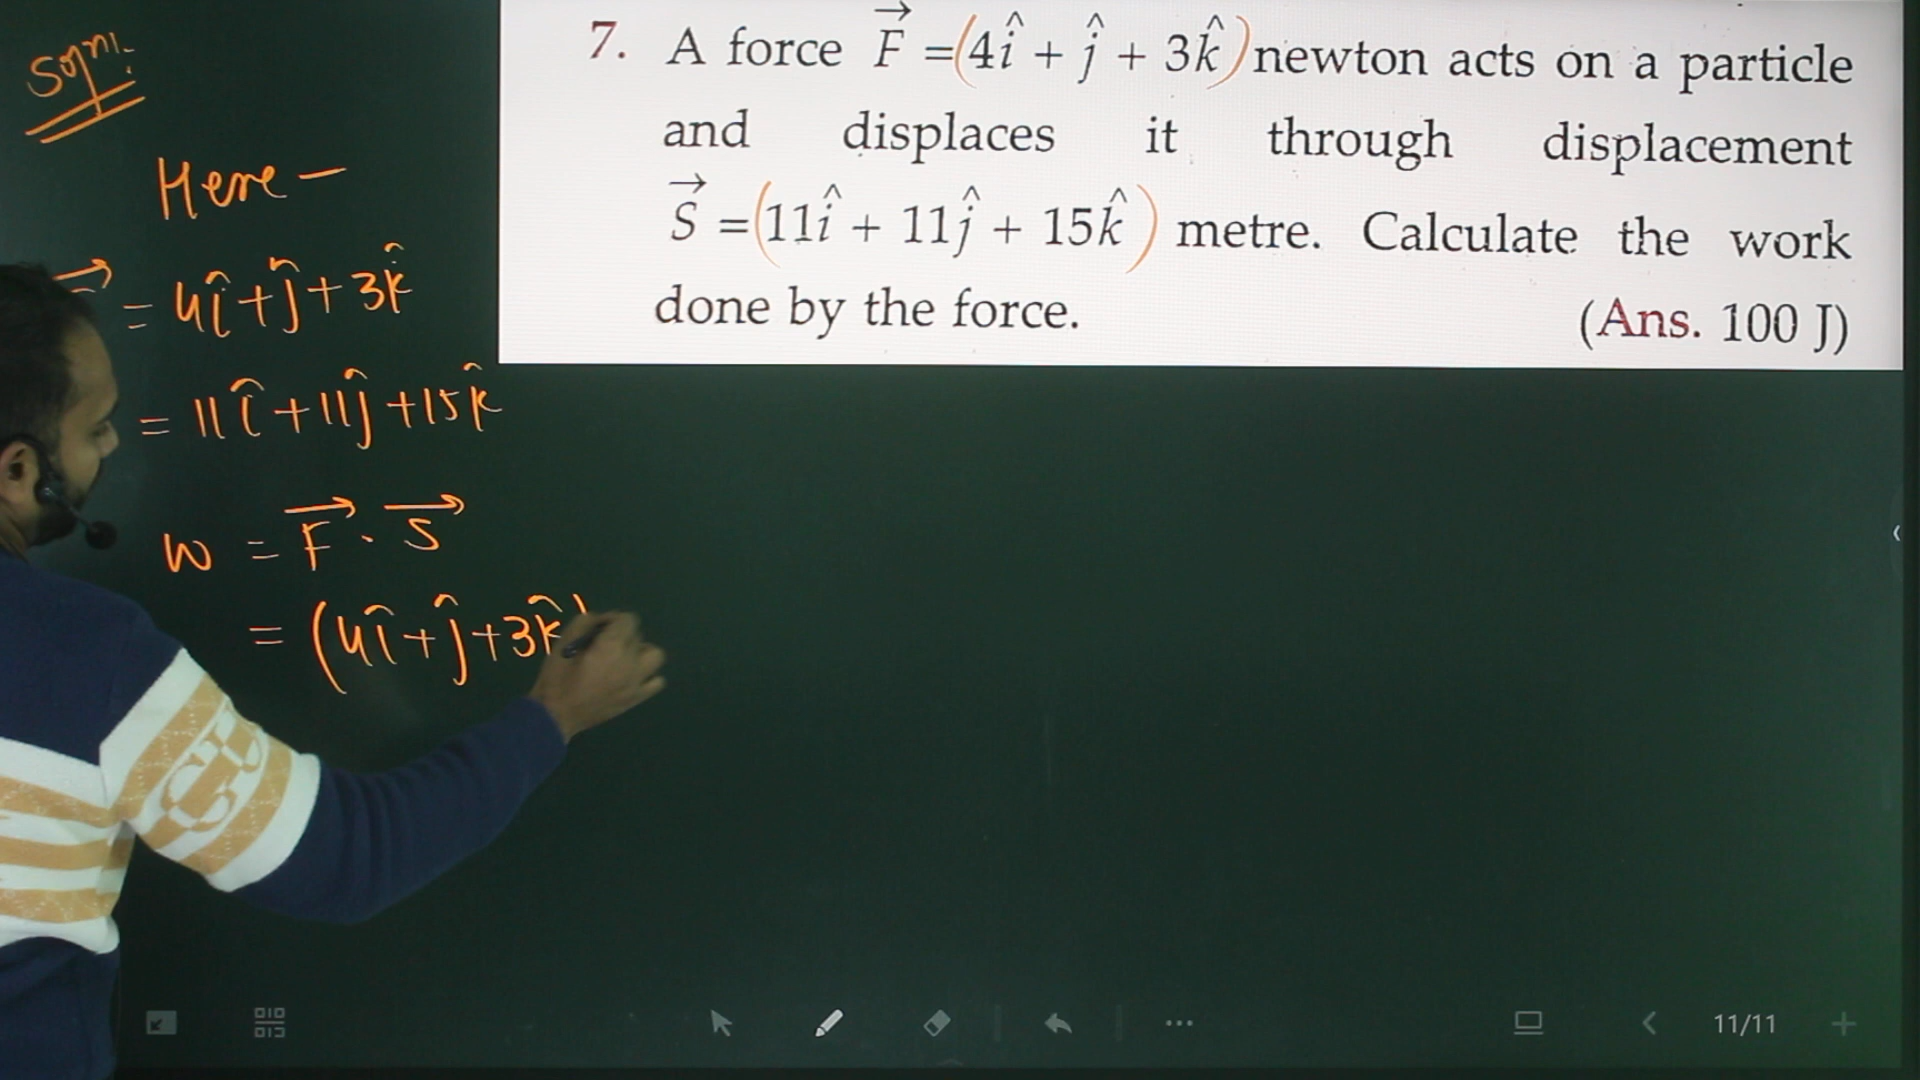 7. A force F⃗ = (4î + ĵ + 3k̂) newton acts on a particle
and displaces it through displacement
S⃗ = (11î + 11ĵ + 15k̂) metre. Calculate the work
done by the force. (Ans. 100 J)
Here -
= 4î + ĵ + 3k̂
= 11î + 11ĵ + 15k̂
W = F⃗ · S⃗
= (4î + ĵ + 3k̂)
11/11